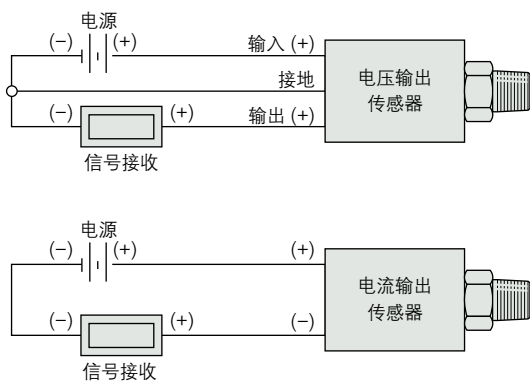 电源
(−) (+) 输入 (+)
接地
(−) (+) 输出 (+)
信号接收
电压输出
传感器
电源
(−) (+) (+)
(−) (+) (−)
信号接收
电流输出
传感器